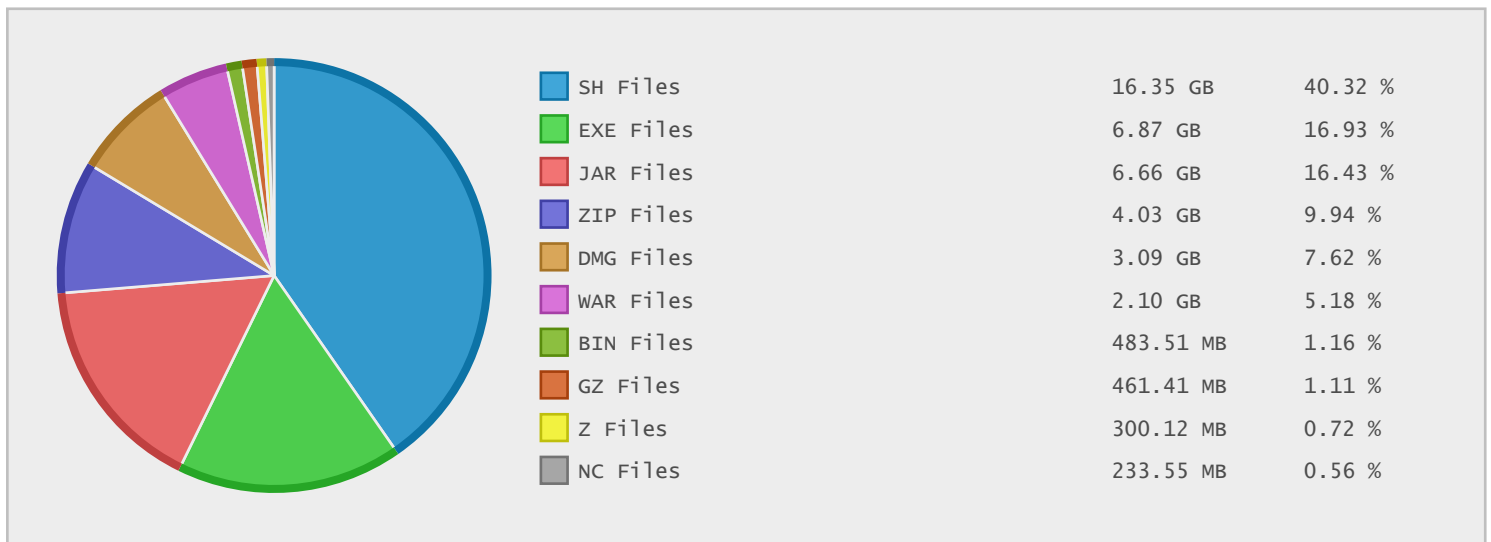 SH Files 16.35 GB 40.32 %
EXE Files 6.87 GB 16.93 %
JAR Files 6.66 GB 16.43 %
ZIP Files 4.03 GB 9.94 %
DMG Files 3.09 GB 7.62 %
WAR Files 2.10 GB 5.18 %
BIN Files 483.51 MB 1.16 %
GZ Files 461.41 MB 1.11 %
Z Files 300.12 MB 0.72 %
NC Files 233.55 MB 0.56 %